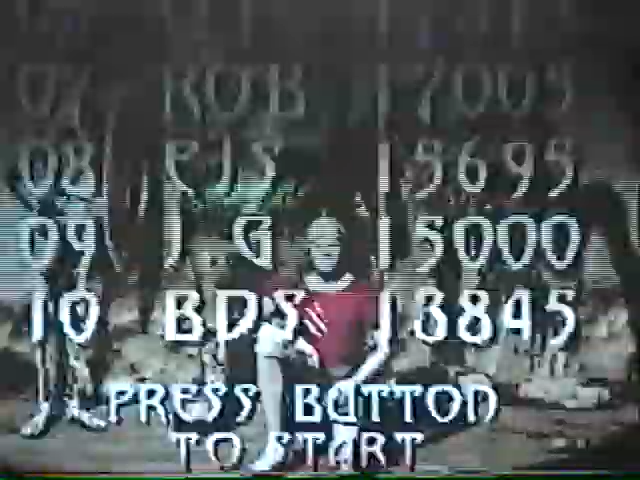 07 ROB 17005
08 PJS 15695
09 J.G 15000
10 BDS 13845
PRESS BUTTON
TO START